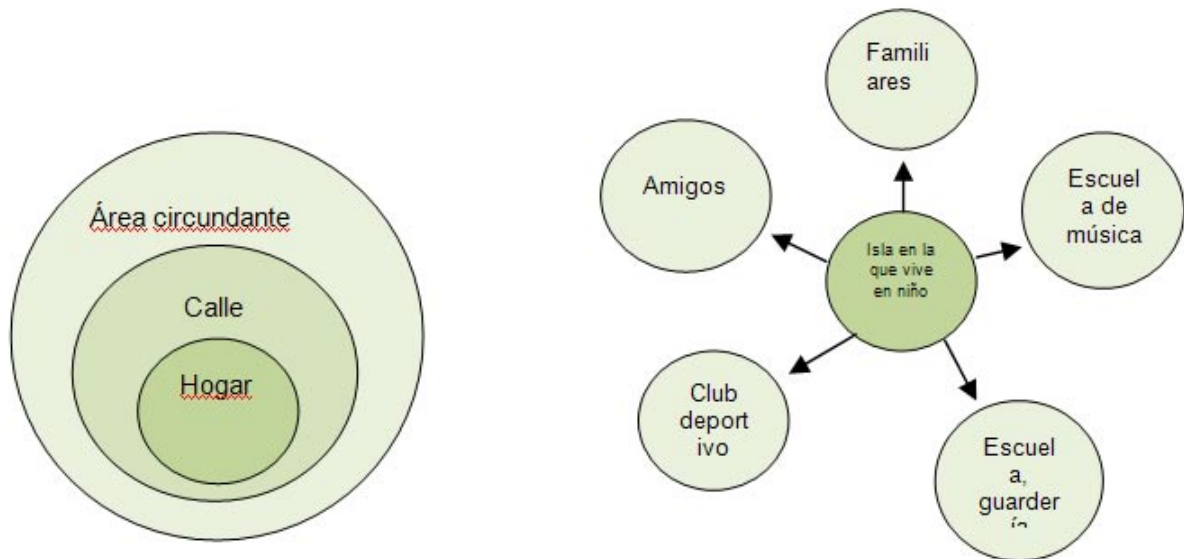 Área circundante
Calle
Hogar
Famili
ares
Amigos
Escuel
a de
música
Isla en la
que vive
en niño
Club
deport
ivo
Escuel
a,
guarder
ía